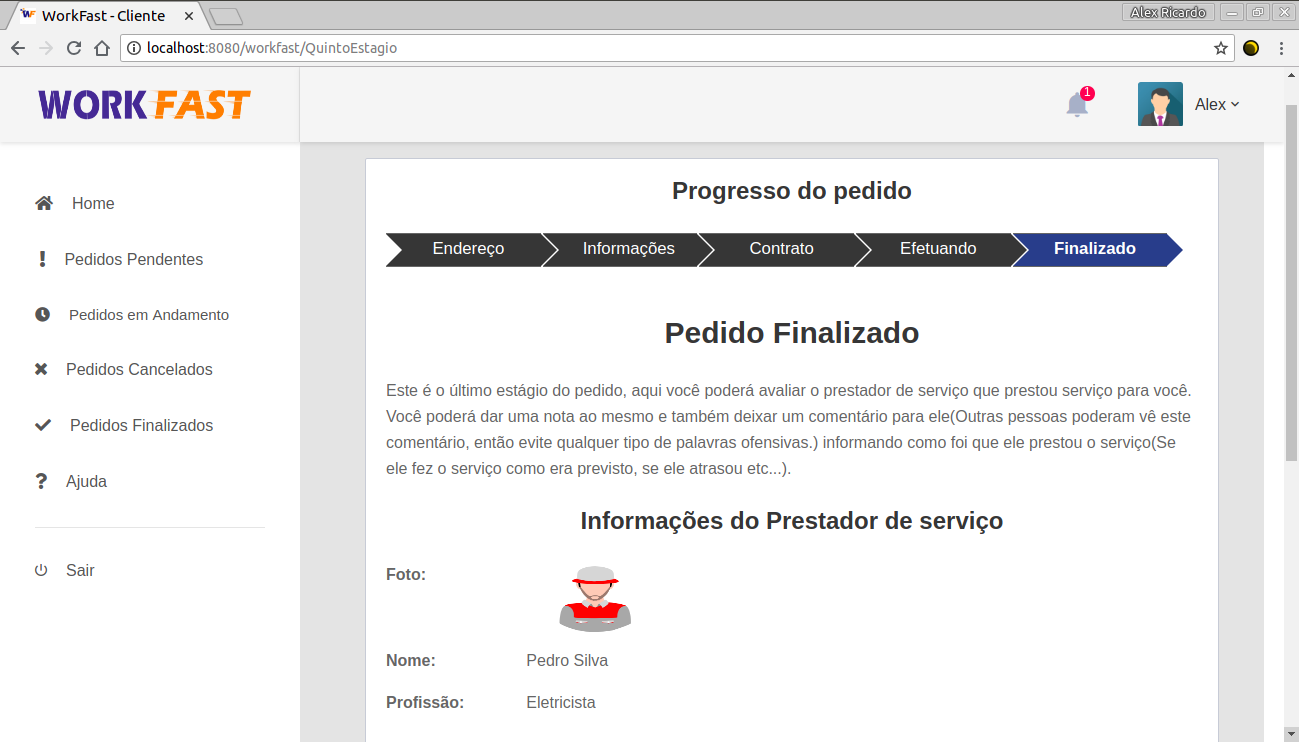 WorkFast - Cliente
Alex Ricardo
localhost:8080/workfast/QuintoEstagio
WORK FAST
1
Alex
Home
Pedidos Pendentes
Pedidos em Andamento
Pedidos Cancelados
Pedidos Finalizados
Ajuda
Sair
Progresso do pedido
Endereço
Informações
Contrato
Efetuando
Finalizado
Pedido Finalizado
Este é o último estágio do pedido, aqui você poderá avaliar o prestador de serviço que prestou serviço para você.
Você poderá dar uma nota ao mesmo e também deixar um comentário para ele(Outras pessoas poderam vê este
comentário, então evite qualquer tipo de palavras ofensivas.) informando como foi que ele prestou o serviço(Se
ele fez o serviço como era previsto, se ele atrasou etc...).
Informações do Prestador de serviço
Foto:
Nome: Pedro Silva
Profissão: Eletricista